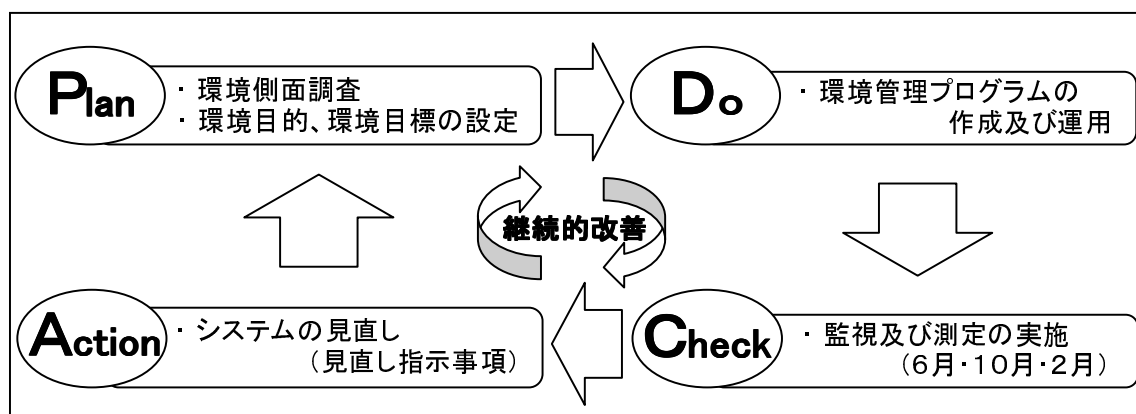 Plan
・環境側面調査
・環境目的、環境目標の設定
Do
・環境管理プログラムの
作成及び運用
継続的改善
Action
・システムの見直し
（見直し指示事項）
Check
・監視及び測定の実施
（６月・１０月・２月）